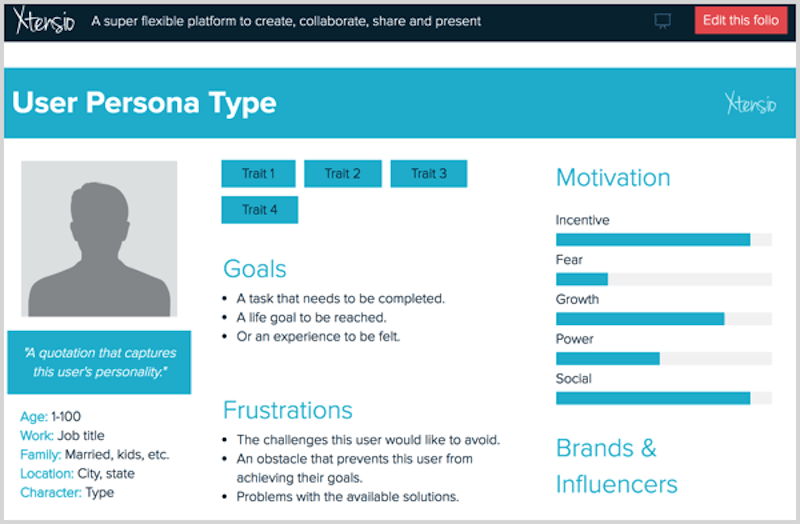 Xtensio A super flexible platform to create, collaborate, share and present Edit this folio
User Persona Type Xtensio
Trait 1 Trait 2 Trait 3
Trait 4
"A quotation that captures
this user's personality."
Age: 1-100
Work: Job title
Family: Married, kids, etc.
Location: City, state
Character: Type
Goals
• A task that needs to be completed.
• A life goal to be reached.
• Or an experience to be felt.
Frustrations
• The challenges this user would like to avoid.
• An obstacle that prevents this user from
achieving their goals.
• Problems with the available solutions.
Motivation
Incentive
Fear
Growth
Power
Social
Brands &
Influencers